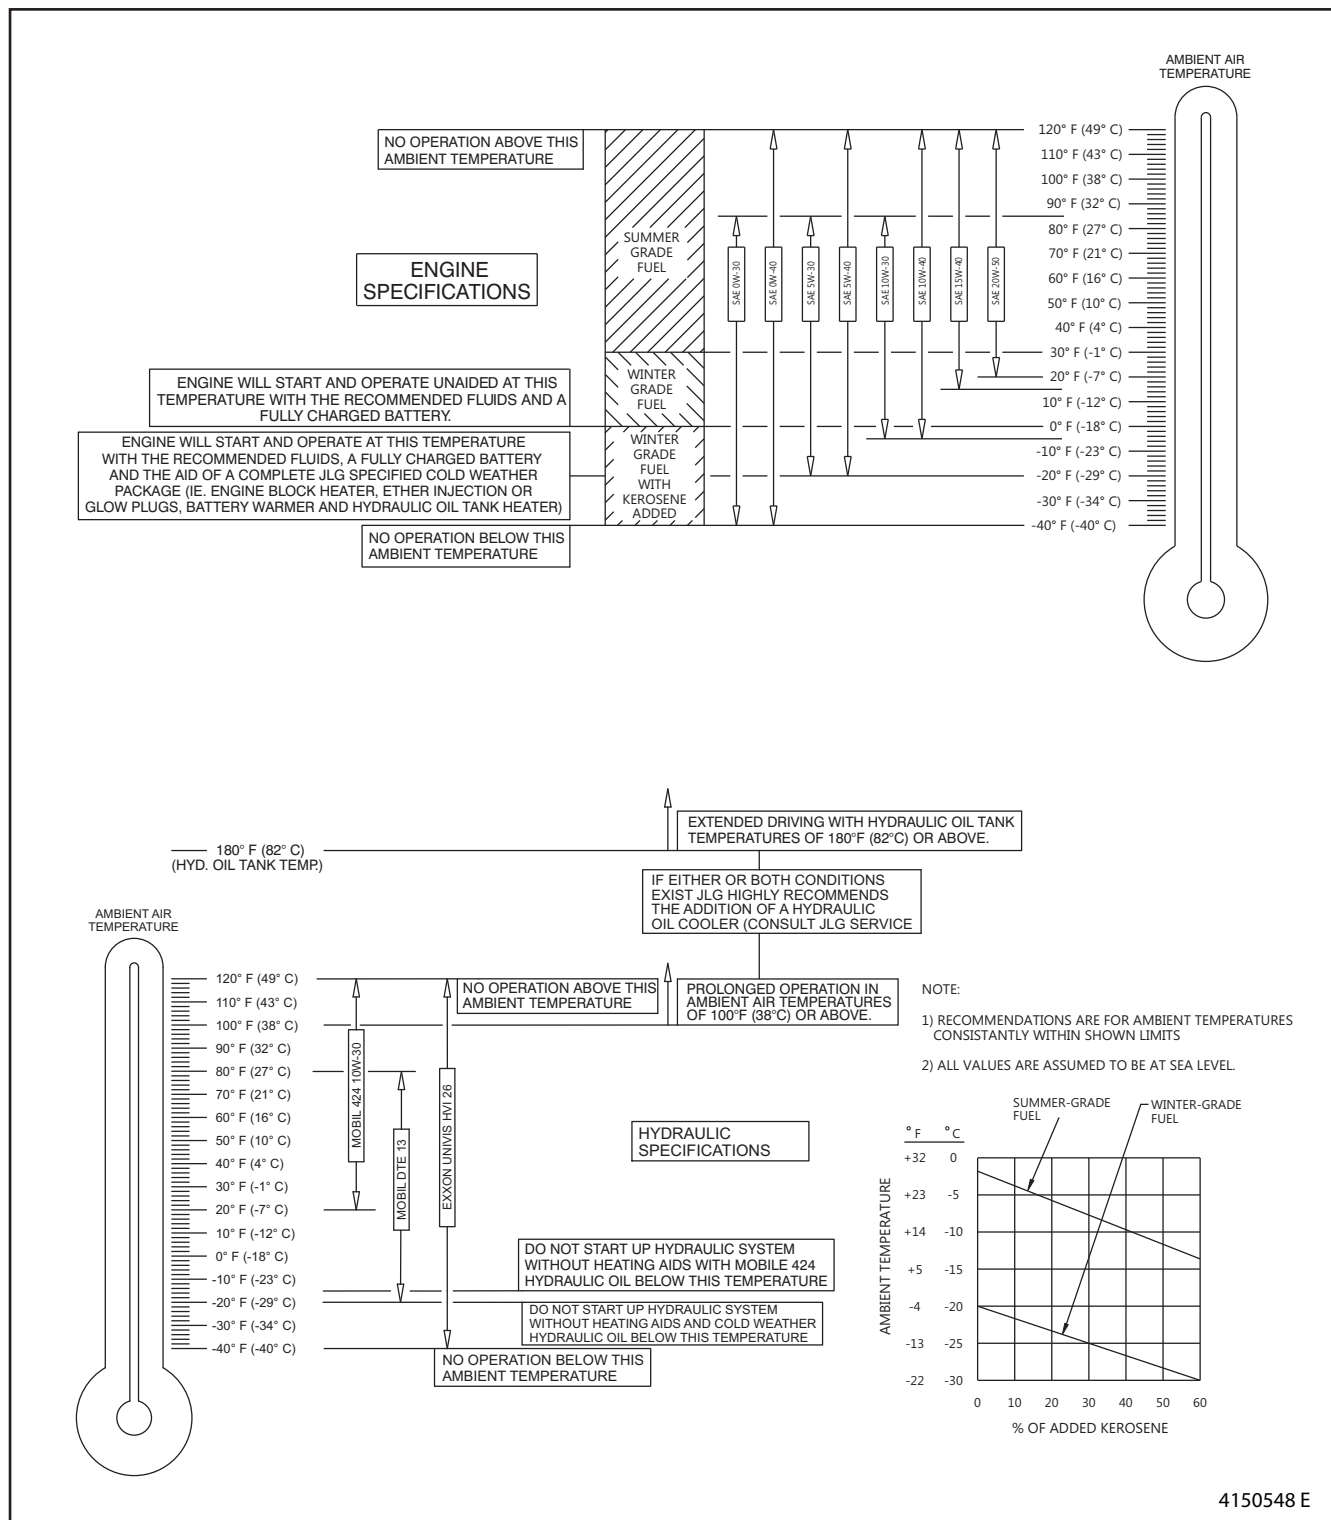 AMBIENT AIR
TEMPERATURE
NO OPERATION ABOVE THIS
AMBIENT TEMPERATURE
120° F (49° C)
110° F (43° C)
100° F (38° C)
90° F (32° C)
80° F (27° C)
70° F (21° C)
60° F (16° C)
50° F (10° C)
40° F (4° C)
30° F (-1° C)
20° F (-7° C)
10° F (-12° C)
0° F (-18° C)
-10° F (-23° C)
-20° F (-29° C)
-30° F (-34° C)
-40° F (-40° C)
SUMMER
GRADE
FUEL
SAE 0W-30
SAE 0W-40
SAE 5W-30
SAE 5W-40
SAE 10W-30
SAE 10W-40
SAE 15W-40
SAE 20W-50
ENGINE
SPECIFICATIONS
WINTER
GRADE
FUEL
ENGINE WILL START AND OPERATE UNAIDED AT THIS
TEMPERATURE WITH THE RECOMMENDED FLUIDS AND A
FULLY CHARGED BATTERY.
WINTER
GRADE
FUEL
WITH
KEROSENE
ADDED
ENGINE WILL START AND OPERATE AT THIS TEMPERATURE
WITH THE RECOMMENDED FLUIDS, A FULLY CHARGED BATTERY
AND THE AID OF A COMPLETE JLG SPECIFIED COLD WEATHER
PACKAGE (IE. ENGINE BLOCK HEATER, ETHER INJECTION OR
GLOW PLUGS, BATTERY WARMER AND HYDRAULIC OIL TANK HEATER)
NO OPERATION BELOW THIS
AMBIENT TEMPERATURE
EXTENDED DRIVING WITH HYDRAULIC OIL TANK
TEMPERATURES OF 180°F (82°C) OR ABOVE.
180° F (82° C)
(HYD. OIL TANK TEMP.)
IF EITHER OR BOTH CONDITIONS
EXIST JLG HIGHLY RECOMMENDS
THE ADDITION OF A HYDRAULIC
OIL COOLER (CONSULT JLG SERVICE
AMBIENT AIR
TEMPERATURE
120° F (49° C)
110° F (43° C)
100° F (38° C)
90° F (32° C)
80° F (27° C)
70° F (21° C)
60° F (16° C)
50° F (10° C)
40° F (4° C)
30° F (-1° C)
20° F (-7° C)
10° F (-12° C)
0° F (-18° C)
-10° F (-23° C)
-20° F (-29° C)
-30° F (-34° C)
-40° F (-40° C)
MOBIL 424 10W-30
MOBIL DTE 13
EXXON UNIVIS HVI 26
NO OPERATION ABOVE THIS
AMBIENT TEMPERATURE
PROLONGED OPERATION IN
AMBIENT AIR TEMPERATURES
OF 100°F (38°C) OR ABOVE.
HYDRAULIC
SPECIFICATIONS
DO NOT START UP HYDRAULIC SYSTEM
WITHOUT HEATING AIDS WITH MOBILE 424
HYDRAULIC OIL BELOW THIS TEMPERATURE
DO NOT START UP HYDRAULIC SYSTEM
WITHOUT HEATING AIDS AND COLD WEATHER
HYDRAULIC OIL BELOW THIS TEMPERATURE
NO OPERATION BELOW THIS
AMBIENT TEMPERATURE
NOTE:
1) RECOMMENDATIONS ARE FOR AMBIENT TEMPERATURES
CONSISTANTLY WITHIN SHOWN LIMITS
2) ALL VALUES ARE ASSUMED TO BE AT SEA LEVEL.
SUMMER-GRADE
FUEL
WINTER-GRADE
FUEL
°F °C
+32 0
+23 -5
+14 -10
+5 -15
-4 -20
-13 -25
-22 -30
AMBIENT TEMPERATURE
0 10 20 30 40 50 60
% OF ADDED KEROSENE
4150548 E